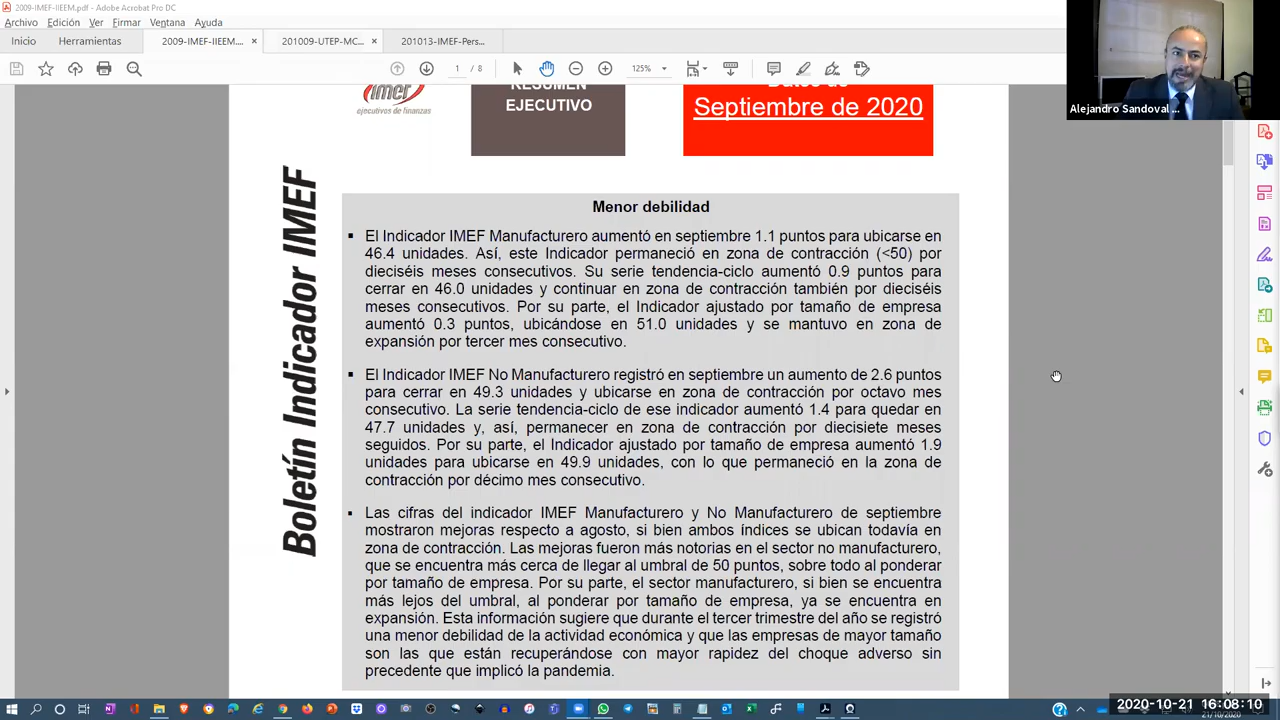 2009-IMEF-IIEEM.pdf - Adobe Acrobat Pro DC
Archivo Edición Ver Firmar Ventana Ayuda
Inicio Herramientas 2009-IMEF-IIEEM.... × 201009-UTEP-MC... × 201013-IMEF-Pers...
1 / 8 125%
Alejandro Sandoval ...
imef
ejecutivos de finanzas
RESUMEN
EJECUTIVO
Datos de
Septiembre de 2020
Boletín Indicador IMEF
Menor debilidad
▪ El Indicador IMEF Manufacturero aumentó en septiembre 1.1 puntos para ubicarse en
46.4 unidades. Así, este Indicador permaneció en zona de contracción (<50) por
dieciséis meses consecutivos. Su serie tendencia-ciclo aumentó 0.9 puntos para
cerrar en 46.0 unidades y continuar en zona de contracción también por dieciséis
meses consecutivos. Por su parte, el Indicador ajustado por tamaño de empresa
aumentó 0.3 puntos, ubicándose en 51.0 unidades y se mantuvo en zona de
expansión por tercer mes consecutivo.
▪ El Indicador IMEF No Manufacturero registró en septiembre un aumento de 2.6 puntos
para cerrar en 49.3 unidades y ubicarse en zona de contracción por octavo mes
consecutivo. La serie tendencia-ciclo de ese indicador aumentó 1.4 para quedar en
47.7 unidades y, así, permanecer en zona de contracción por diecisiete meses
seguidos. Por su parte, el Indicador ajustado por tamaño de empresa aumentó 1.9
unidades para ubicarse en 49.9 unidades, con lo que permaneció en la zona de
contracción por décimo mes consecutivo.
▪ Las cifras del indicador IMEF Manufacturero y No Manufacturero de septiembre
mostraron mejoras respecto a agosto, si bien ambos índices se ubican todavía en
zona de contracción. Las mejoras fueron más notorias en el sector no manufacturero,
que se encuentra más cerca de llegar al umbral de 50 puntos, sobre todo al ponderar
por tamaño de empresa. Por su parte, el sector manufacturero, si bien se encuentra
más lejos del umbral, al ponderar por tamaño de empresa, ya se encuentra en
expansión. Esta información sugiere que durante el tercer trimestre del año se registró
una menor debilidad de la actividad económica y que las empresas de mayor tamaño
son las que están recuperándose con mayor rapidez del choque adverso sin
precedente que implicó la pandemia.
2020-10-21 16:08:10
21/10/2020